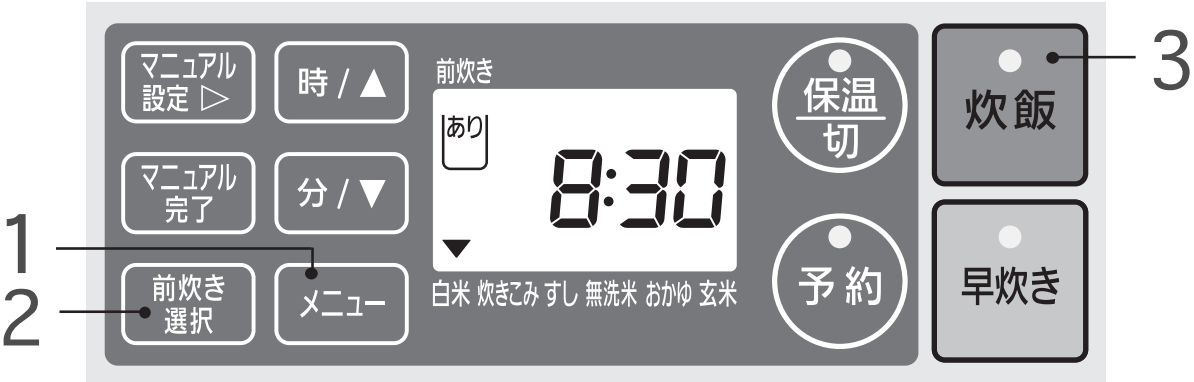 マニュアル
設定 ▷
時 / ▲
前炊き
あり
8:30
保温
切
炊飯
3
マニュアル
完了
分 / ▼
1
2
前炊き
選択
メニュー
白米 炊きこみ すし 無洗米 おかゆ 玄米
予約
早炊き